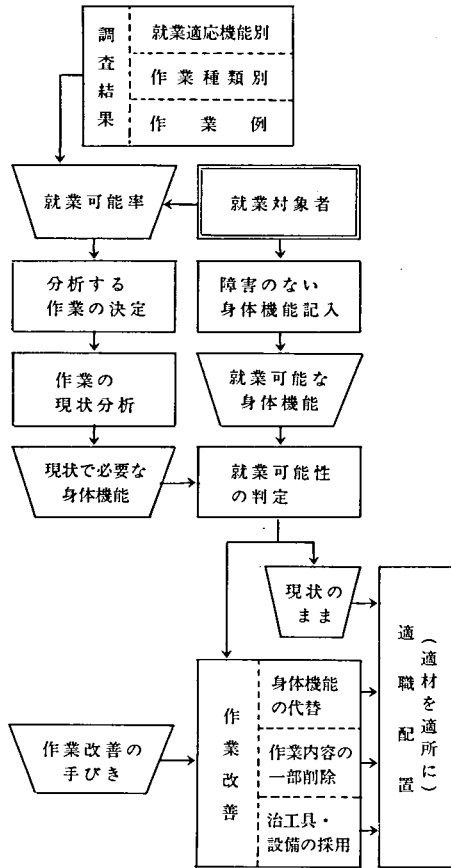 調査結果
就業適応機能別
作業種類別
作業例
就業可能率
就業対象者
分析する
作業の決定
障害のない
身体機能記入
作業の
現状分析
就業可能な
身体機能
現状で必要な
身体機能
就業可能性
の判定
現状の
まま
作業改善の
手びき
作業改善
身体機能
の代替
作業内容の
一部削除
治工具・
設備の採用
適職配置
(適材を適所に)